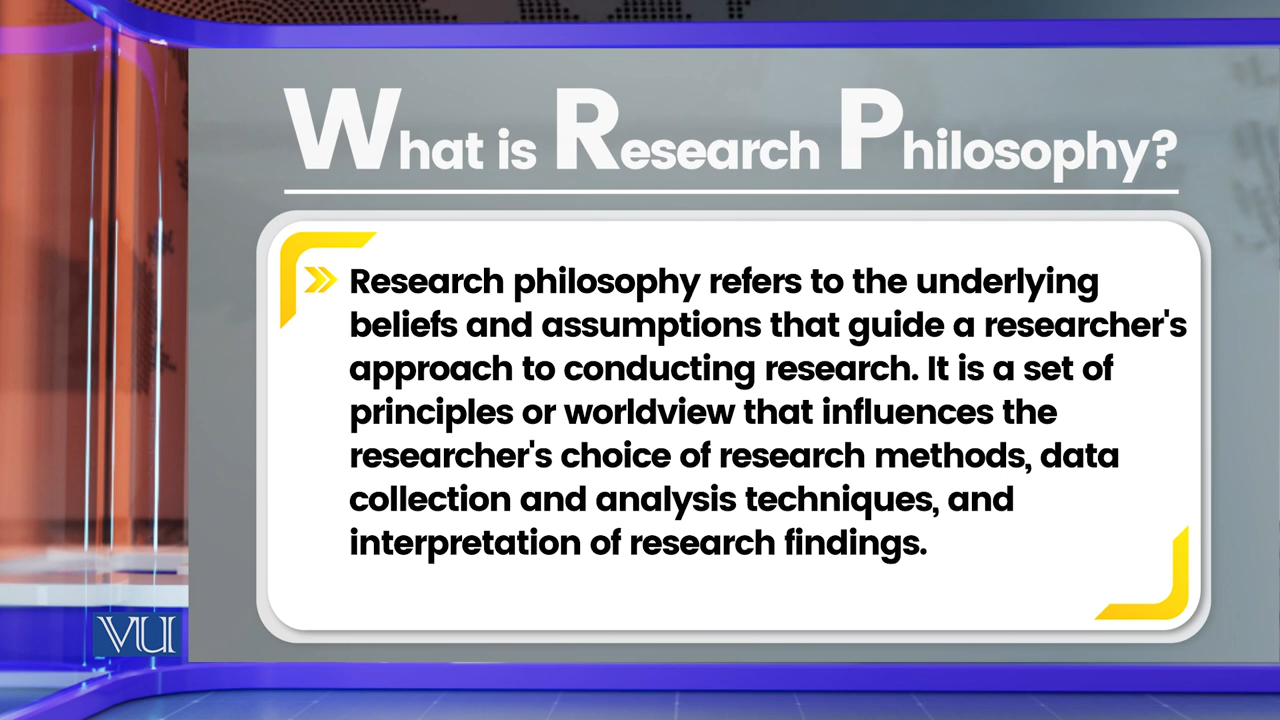 What is Research Philosophy?
Research philosophy refers to the underlying
beliefs and assumptions that guide a researcher's
approach to conducting research. It is a set of
principles or worldview that influences the
researcher's choice of research methods, data
collection and analysis techniques, and
interpretation of research findings.
VU